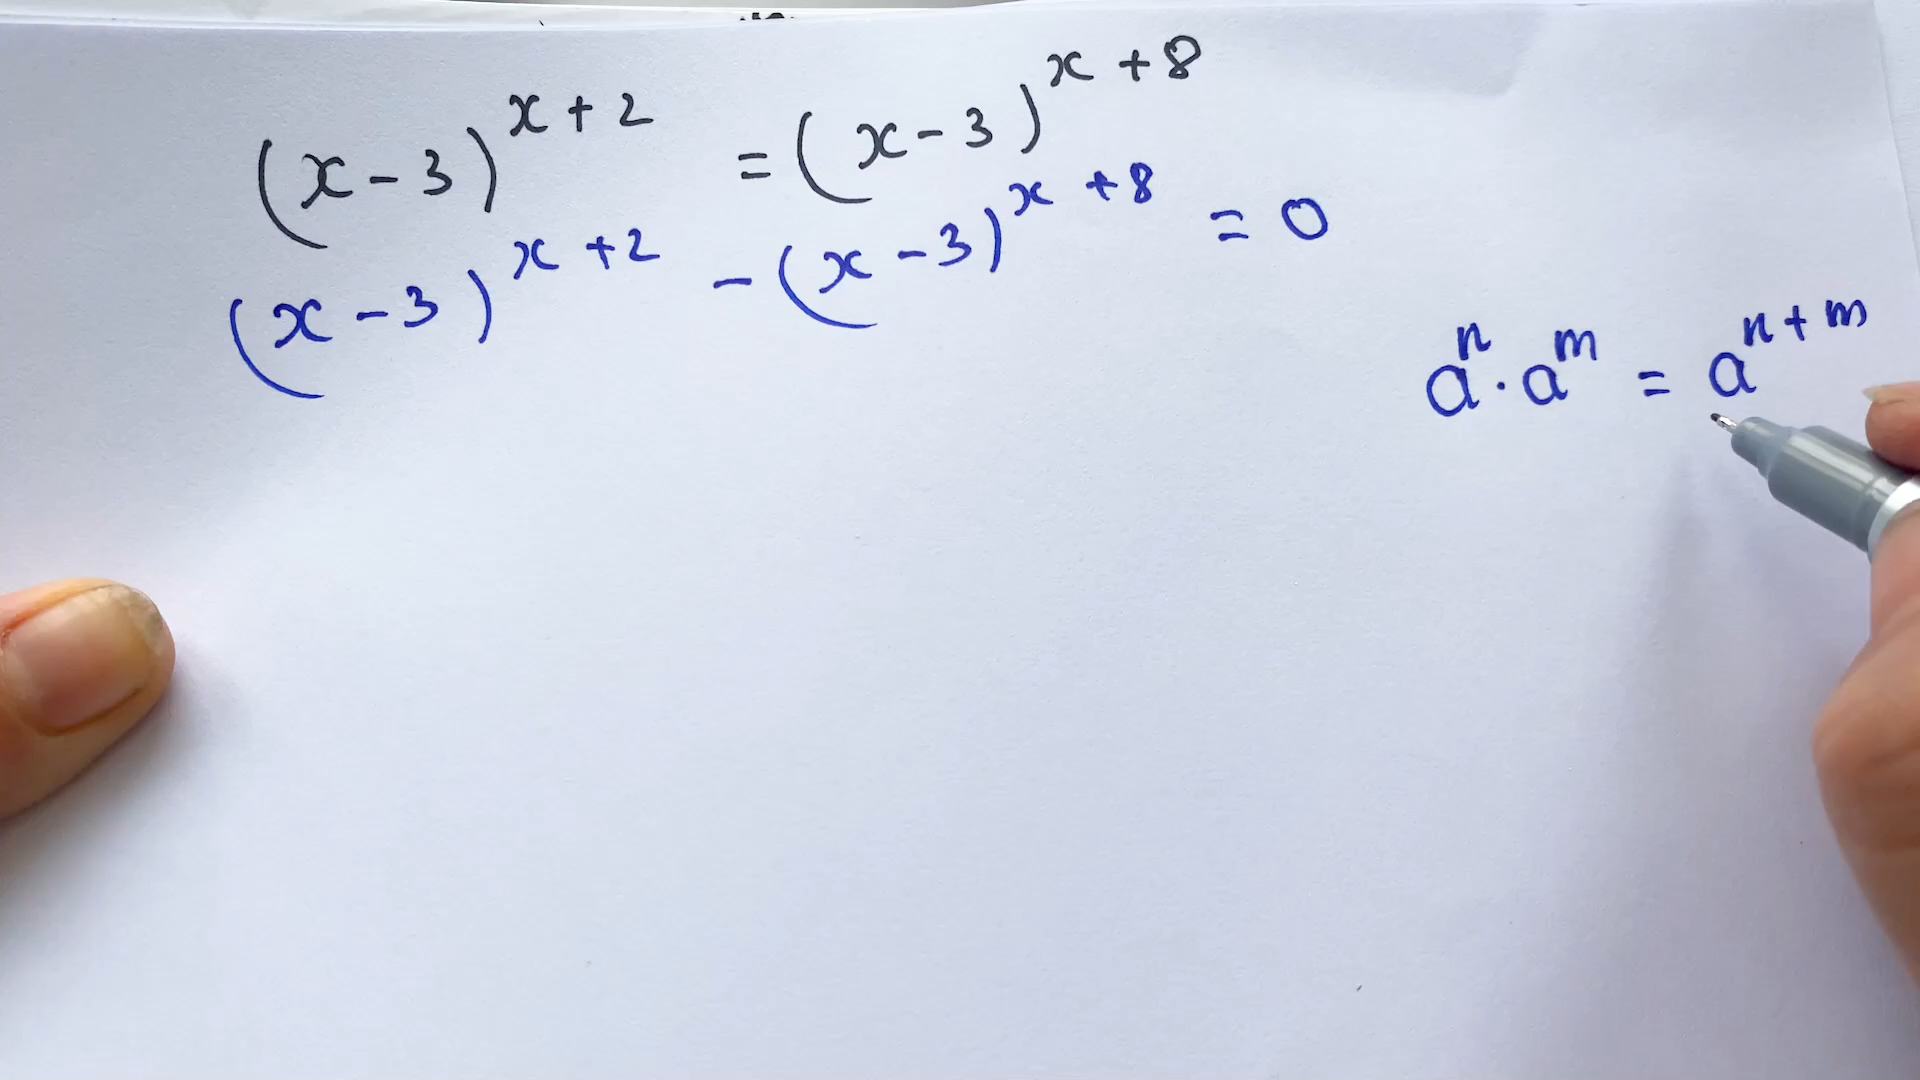 (x-3)^{x+2} = (x-3)^{x+8}
(x-3)^{x+2} - (x-3)^{x+8} = 0
a^n · a^m = a^{n+m}